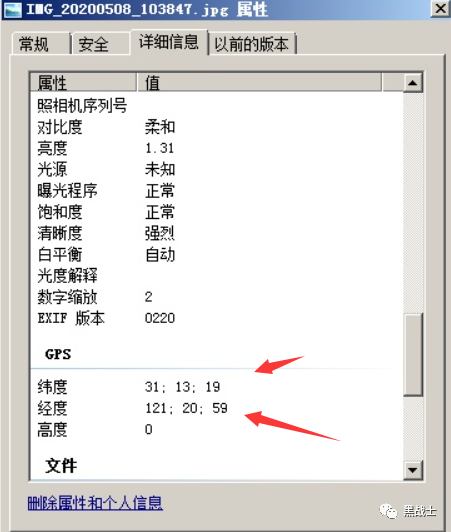 IMG_20200508_103847.jpg 属性
常规 安全 详细信息 以前的版本
属性 值
照相机序列号
对比度 柔和
亮度 1.31
光源 未知
曝光程序 正常
饱和度 正常
清晰度 强烈
白平衡 自动
光度解释
数字缩放 2
EXIF 版本 0220
GPS
纬度 31; 13; 19
经度 121; 20; 59
高度 0
文件
删除属性和个人信息
黑战士